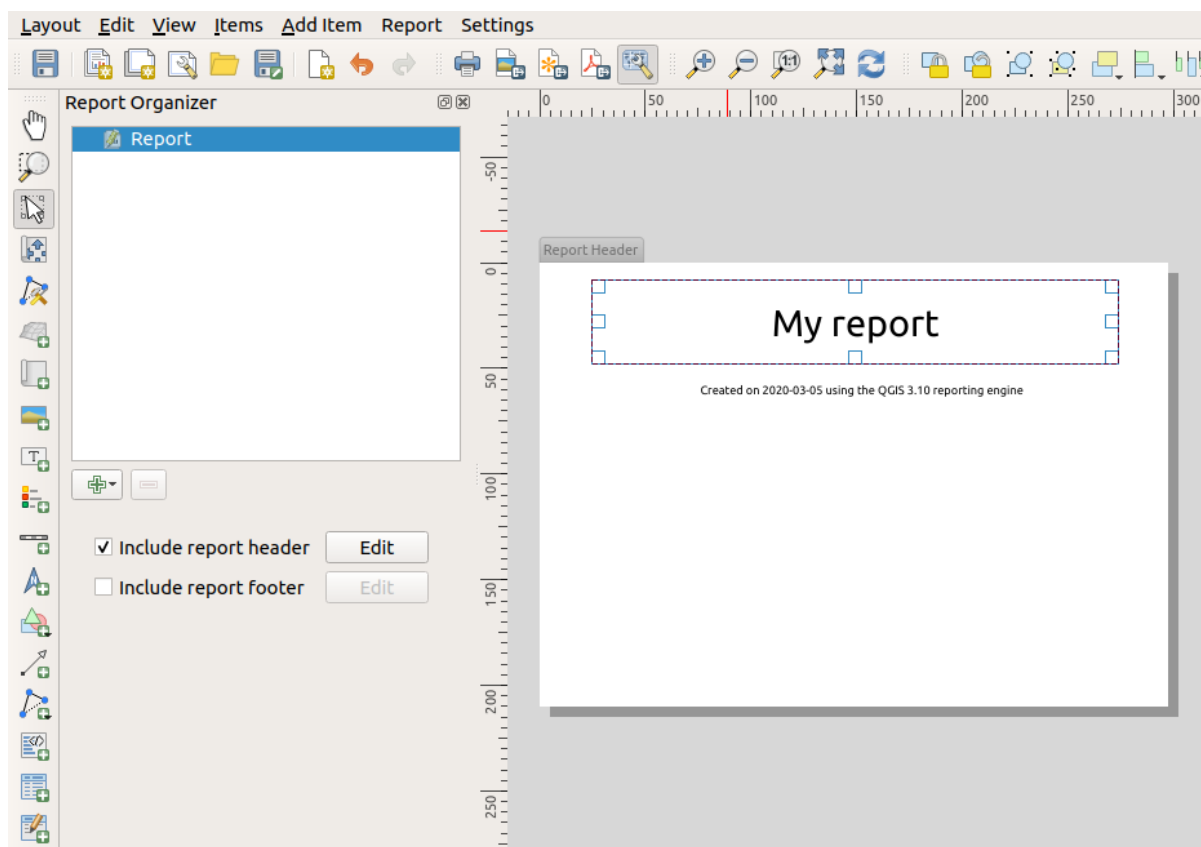 Layout Edit View Items Add Item Report Settings
1:1
Report Organizer
0 50 100 150 200 250 300
Report
-50
0
50
100
150
200
250
Report Header
My report
Created on 2020-03-05 using the QGIS 3.10 reporting engine
Include report header Edit
Include report footer Edit
T